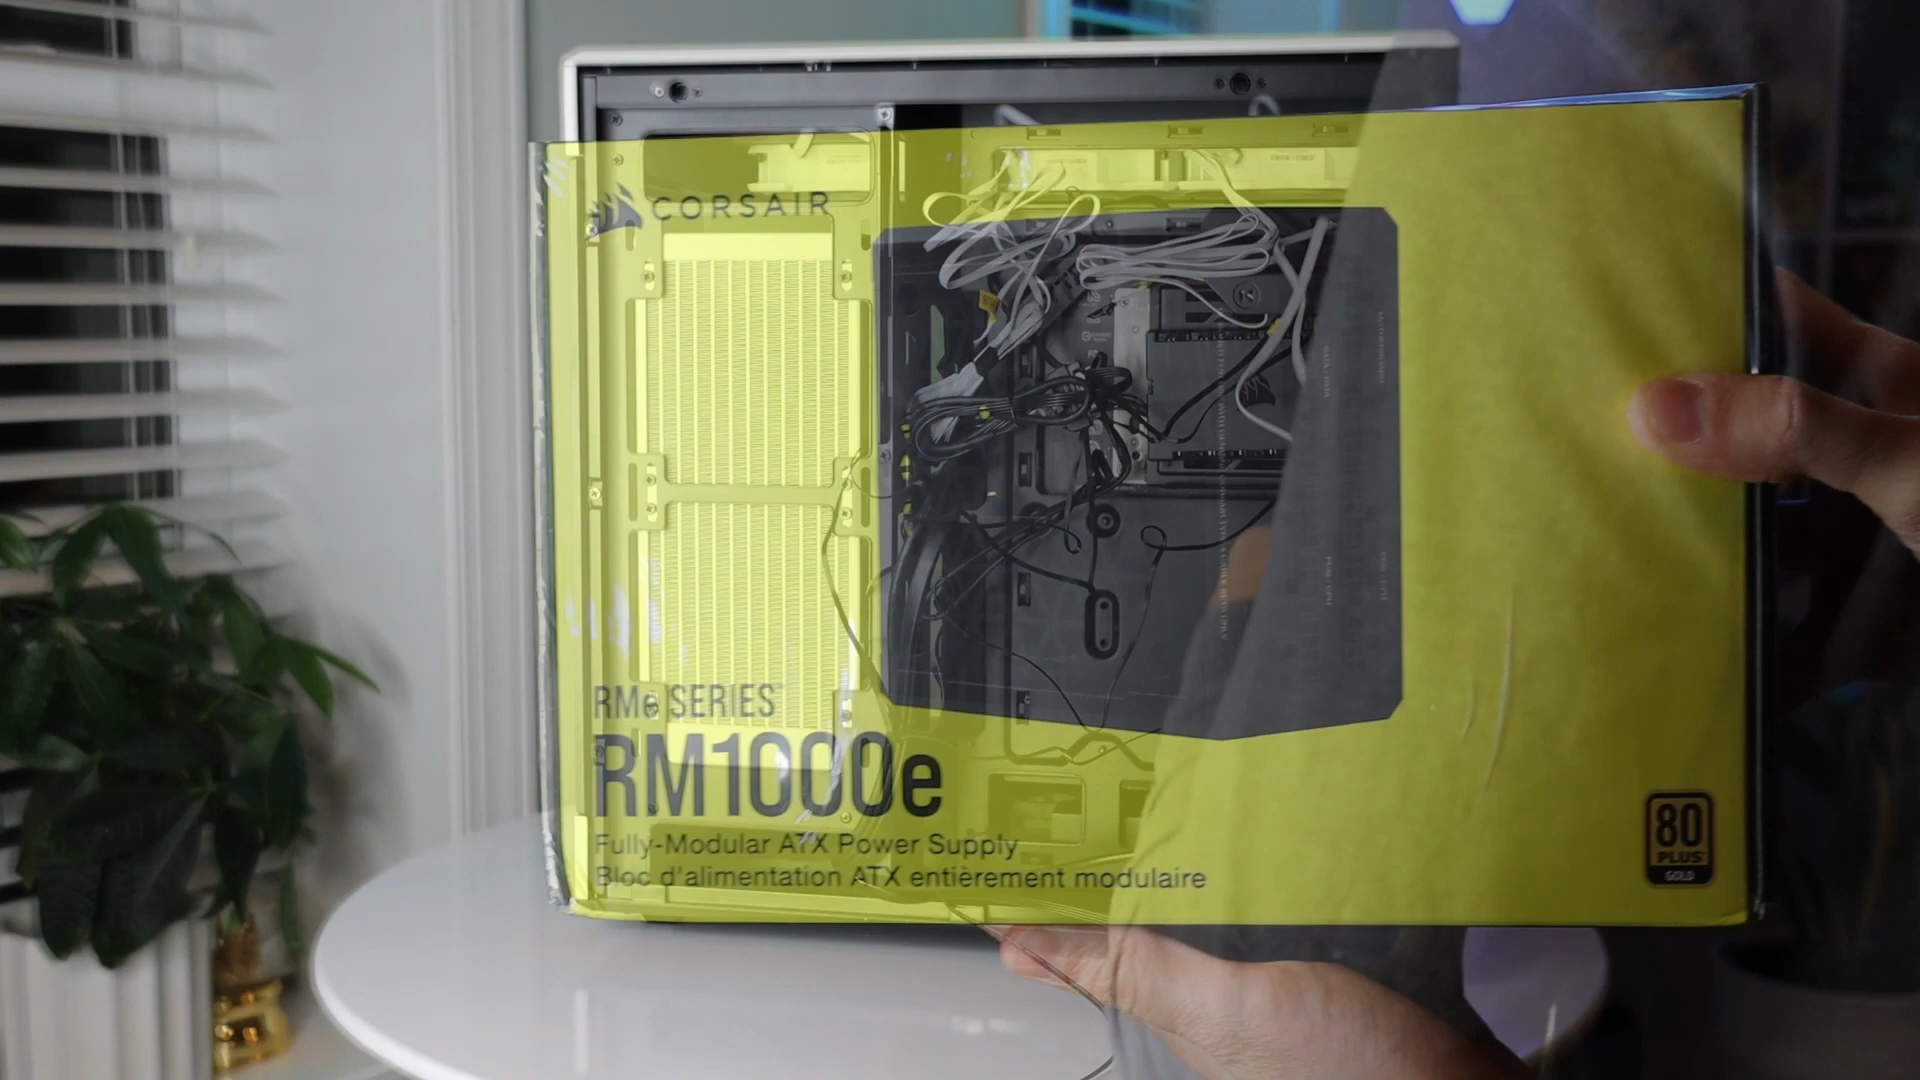 CORSAIR
RMe SERIES
RM1000e
Fully-Modular ATX Power Supply
Bloc d'alimentation ATX entièrement modulaire
80
PLUS
GOLD